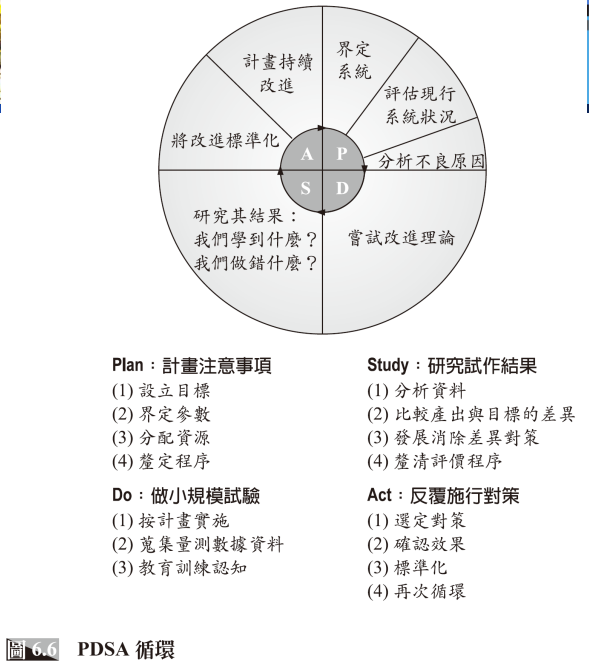 計畫持續
改進
界定
系統
評估現行
系統狀況
分析不良原因
將改進標準化
A P
S D
研究其結果：
我們學到什麼？
我們做錯什麼？
嘗試改進理論
Plan：計畫注意事項
(1) 設立目標
(2) 界定參數
(3) 分配資源
(4) 釐定程序
Do：做小規模試驗
(1) 按計畫實施
(2) 蒐集量測數據資料
(3) 教育訓練認知
Study：研究試作結果
(1) 分析資料
(2) 比較產出與目標的差異
(3) 發展消除差異對策
(4) 釐清評價程序
Act：反覆施行對策
(1) 選定對策
(2) 確認效果
(3) 標準化
(4) 再次循環
圖 6.6 PDSA 循環